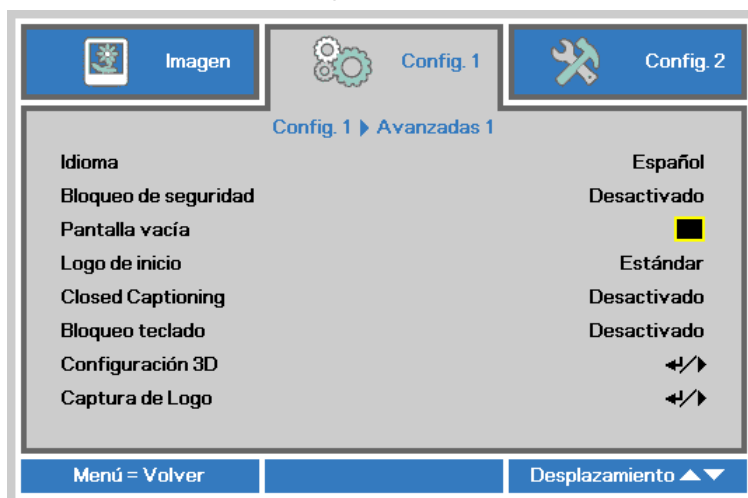 Imagen Config. 1 Config. 2
Config. 1 Avanzadas 1
Idioma Español
Bloqueo de seguridad Desactivado
Pantalla vacía
Logo de inicio Estándar
Closed Captioning Desactivado
Bloqueo teclado Desactivado
Configuración 3D
Captura de Logo
Menú = Volver Desplazamiento